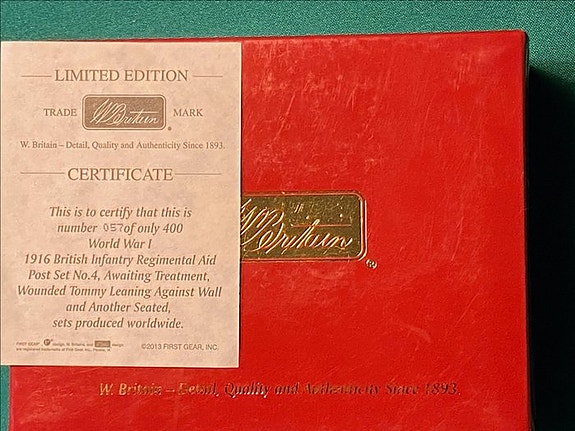 LIMITED EDITION
TRADE W Britain ® MARK
W. Britain – Detail, Quality and Authenticity Since 1893.
CERTIFICATE
This is to certify that this is
number 057 of only 400
World War I
1916 British Infantry Regimental Aid
Post Set No.4, Awaiting Treatment,
Wounded Tommy Leaning Against Wall
and Another Seated,
sets produced worldwide.
©2013 FIRST GEAR, INC.
W Britain ®
W. Britain – Detail, Quality and Authenticity Since 1893.